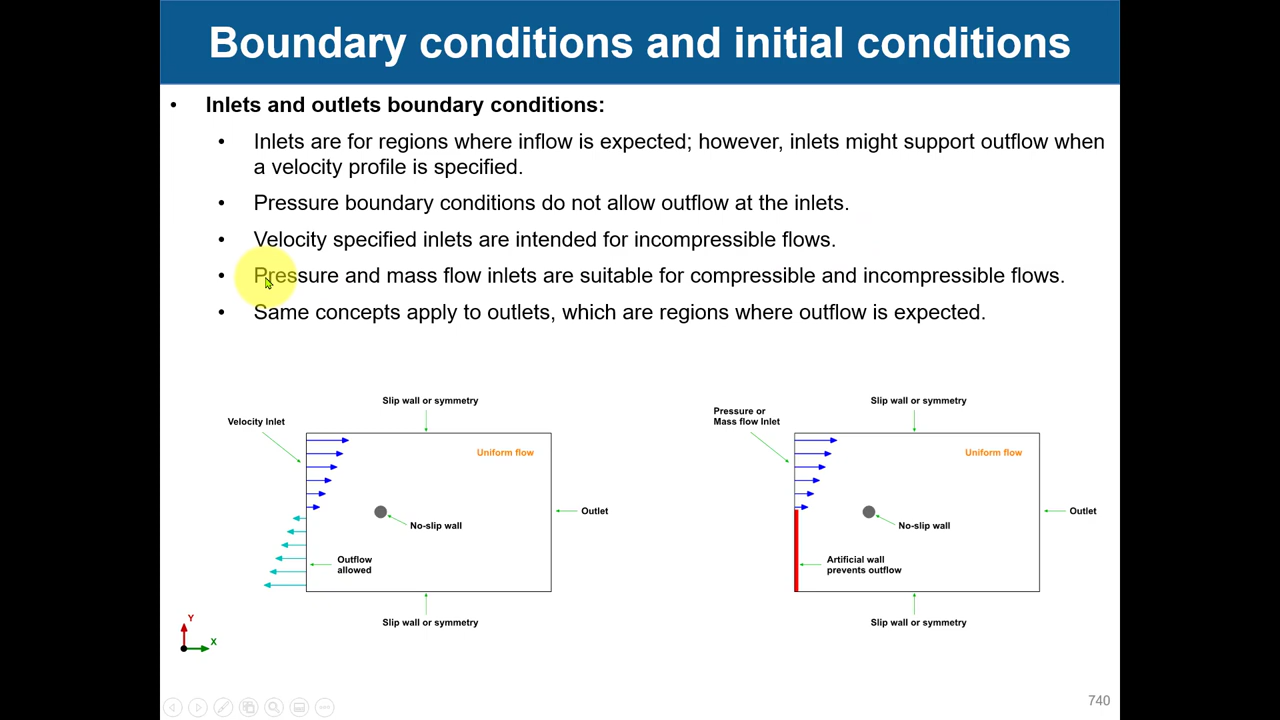 Boundary conditions and initial conditions
• Inlets and outlets boundary conditions:
• Inlets are for regions where inflow is expected; however, inlets might support outflow when
a velocity profile is specified.
• Pressure boundary conditions do not allow outflow at the inlets.
• Velocity specified inlets are intended for incompressible flows.
• Pressure and mass flow inlets are suitable for compressible and incompressible flows.
• Same concepts apply to outlets, which are regions where outflow is expected.
Slip wall or symmetry
Velocity Inlet
Uniform flow
No-slip wall
Outlet
Outflow
allowed
Slip wall or symmetry
Y
X
Slip wall or symmetry
Pressure or
Mass flow Inlet
Uniform flow
No-slip wall
Outlet
Artificial wall
prevents outflow
Slip wall or symmetry
740